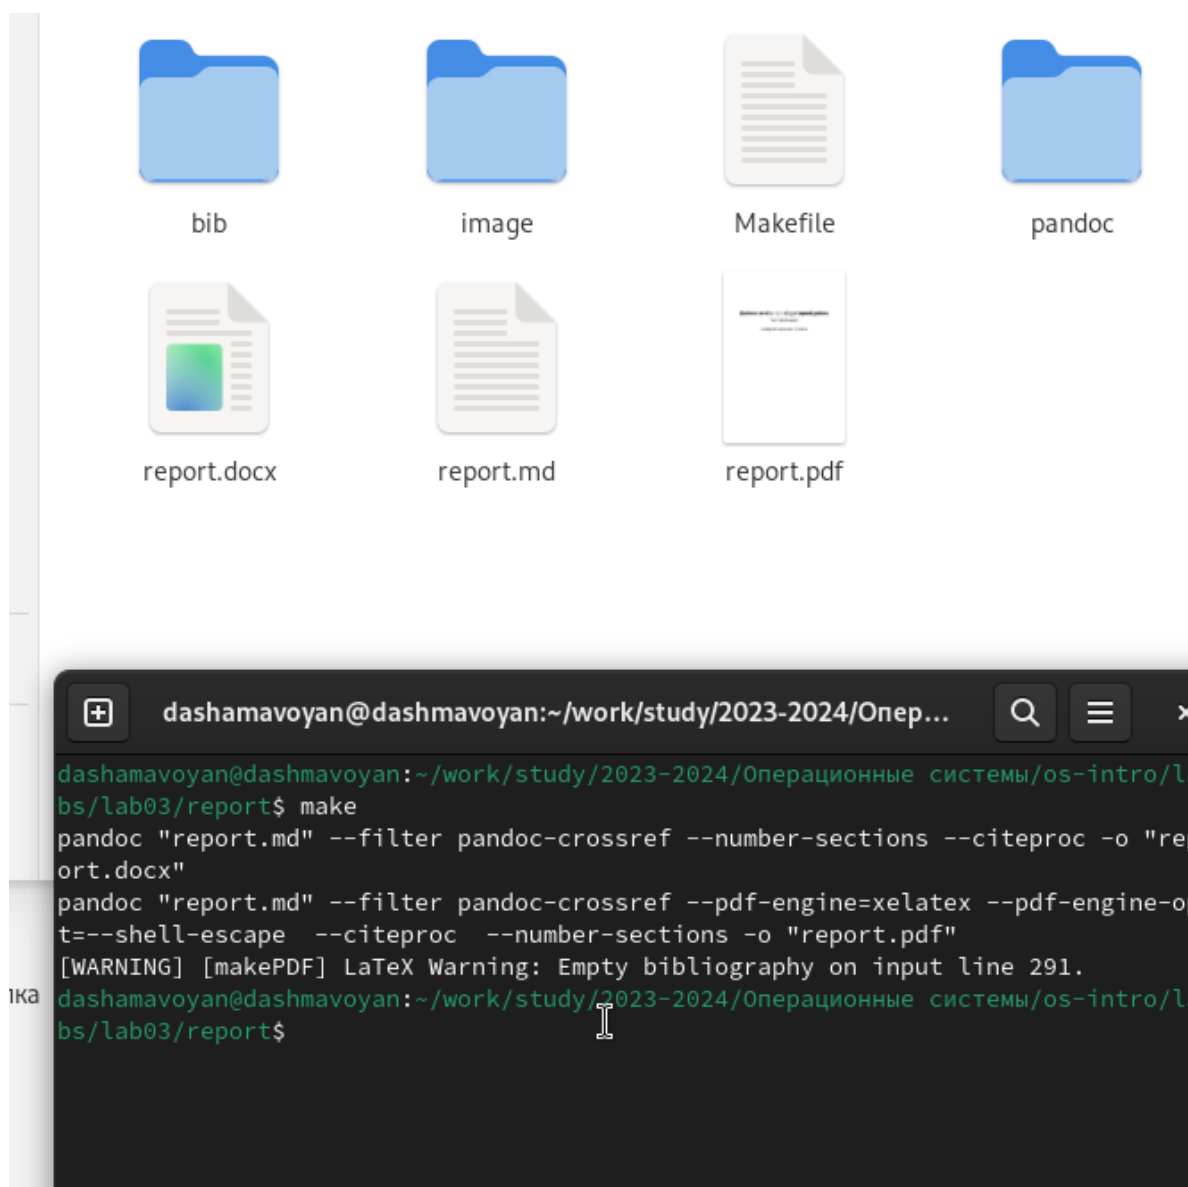 bib
image
Makefile
pandoc
report.docx
report.md
report.pdf
dashamavoyan@dashmavoyan:~/work/study/2023-2024/Опер...
dashamavoyan@dashmavoyan:~/work/study/2023-2024/Операционные системы/os-intro/l
bs/lab03/report$ make
pandoc "report.md" --filter pandoc-crossref --number-sections --citeproc -o "rep
ort.docx"
pandoc "report.md" --filter pandoc-crossref --pdf-engine=xelatex --pdf-engine-o
t=--shell-escape  --citeproc  --number-sections -o "report.pdf"
[WARNING] [makePDF] LaTeX Warning: Empty bibliography on input line 291.
dashamavoyan@dashmavoyan:~/work/study/2023-2024/Операционные системы/os-intro/l
bs/lab03/report$